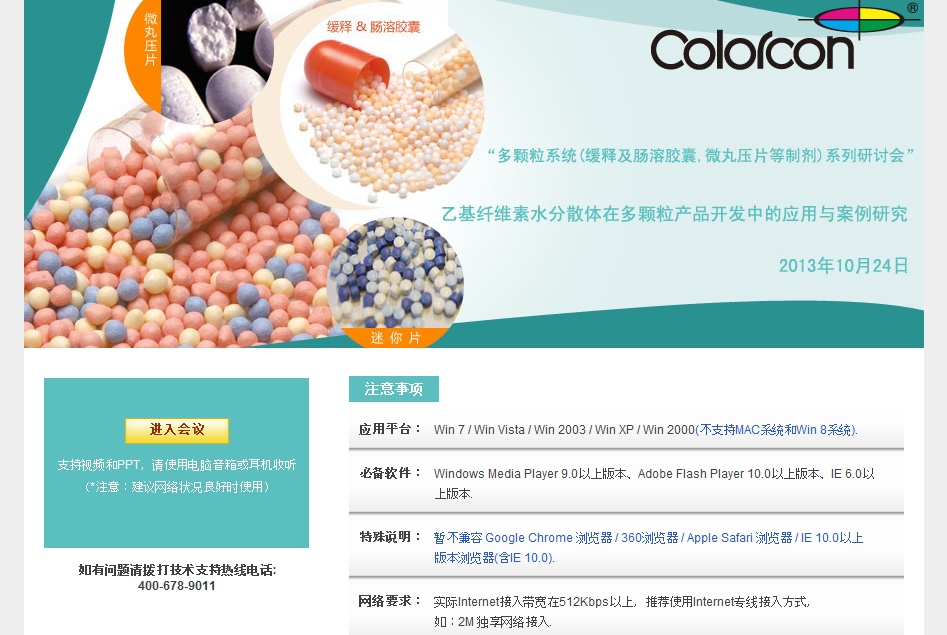 微丸压片
缓释 & 肠溶胶囊
Colorcon®
“多颗粒系统(缓释及肠溶胶囊, 微丸压片等制剂)系列研讨会”
乙基纤维素水分散体在多颗粒产品开发中的应用与案例研究
2013年10月24日
迷你片
进入会议
支持视频和PPT，请使用电脑音箱或耳机收听
(*注意：建议网络状况良好时使用)
如有问题请拨打技术支持热线电话:
400-678-9011
注意事项
应用平台： Win 7 / Win Vista / Win 2003 / Win XP / Win 2000(不支持MAC系统和Win 8系统).
必备软件： Windows Media Player 9.0以上版本、Adobe Flash Player 10.0以上版本、IE 6.0以
上版本.
特殊说明： 暂不兼容 Google Chrome 浏览器 / 360浏览器 / Apple Safari 浏览器 / IE 10.0以上
版本浏览器(含IE 10.0).
网络要求： 实际Internet接入带宽在512Kbps以上，推荐使用Internet专线接入方式,
如：2M 独享网络接入.